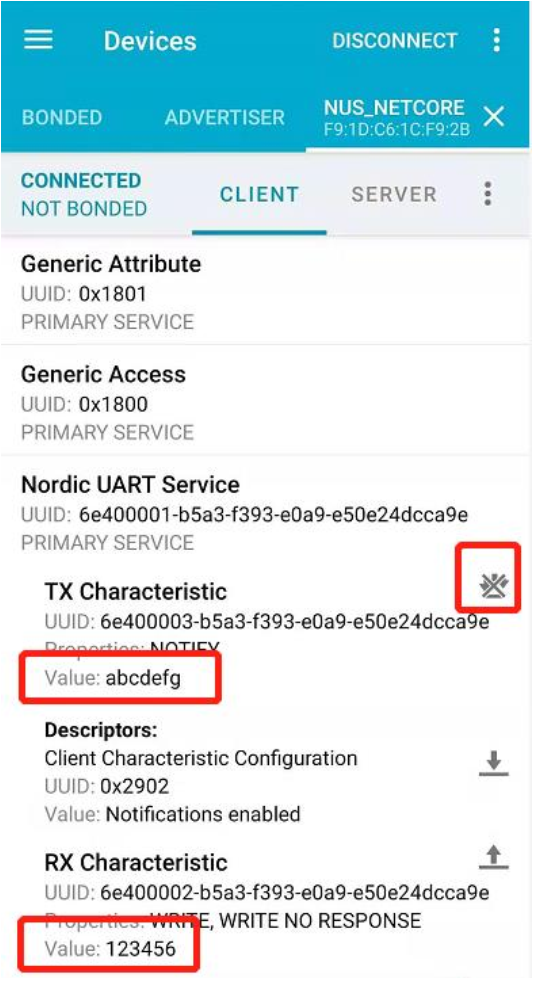 Devices
DISCONNECT
BONDED
ADVERTISER
NUS_NETCORE
F9:1D:C6:1C:F9:2B
CONNECTED
NOT BONDED
CLIENT
SERVER
Generic Attribute
UUID: 0x1801
PRIMARY SERVICE
Generic Access
UUID: 0x1800
PRIMARY SERVICE
Nordic UART Service
UUID: 6e400001-b5a3-f393-e0a9-e50e24dcca9e
PRIMARY SERVICE
TX Characteristic
UUID: 6e400003-b5a3-f393-e0a9-e50e24dcca9e
Properties: NOTIFY
Value: abcdefg
Descriptors:
Client Characteristic Configuration
UUID: 0x2902
Value: Notifications enabled
RX Characteristic
UUID: 6e400002-b5a3-f393-e0a9-e50e24dcca9e
Properties: WRITE, WRITE NO RESPONSE
Value: 123456